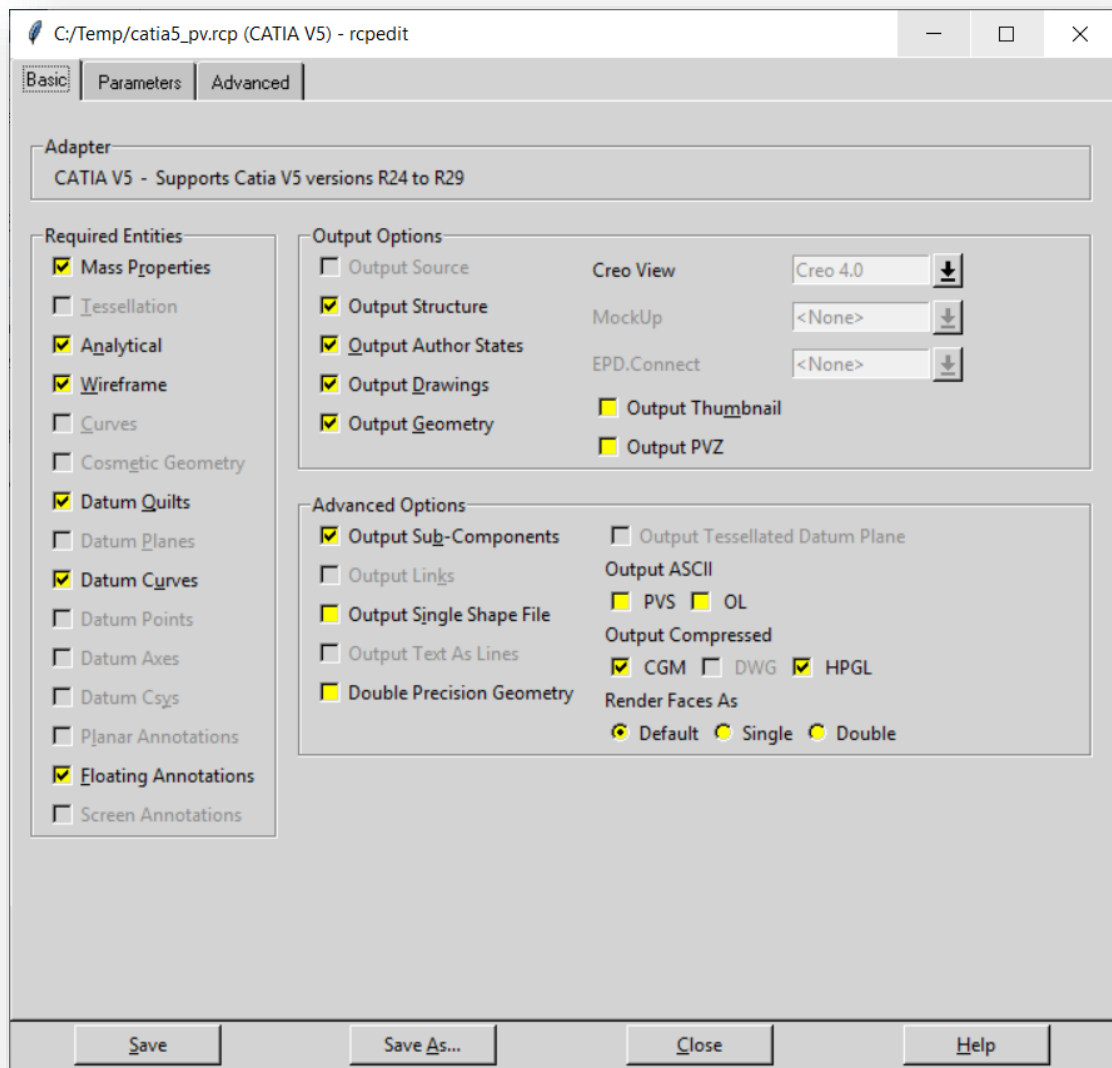 C:/Temp/catia5_pv.rcp (CATIA V5) - rcpedit
Basic Parameters Advanced
Adapter
CATIA V5 - Supports Catia V5 versions R24 to R29
Required Entities
Mass Properties
Tessellation
Analytical
Wireframe
Curves
Cosmetic Geometry
Datum Quilts
Datum Planes
Datum Curves
Datum Points
Datum Axes
Datum Csys
Planar Annotations
Floating Annotations
Screen Annotations
Output Options
Output Source
Output Structure
Output Author States
Output Drawings
Output Geometry
Creo View Creo 4.0
MockUp <None>
EPD.Connect <None>
Output Thumbnail
Output PVZ
Advanced Options
Output Sub-Components
Output Links
Output Single Shape File
Output Text As Lines
Double Precision Geometry
Output Tessellated Datum Plane
Output ASCII
PVS OL
Output Compressed
CGM DWG HPGL
Render Faces As
Default Single Double
Save Save As... Close Help